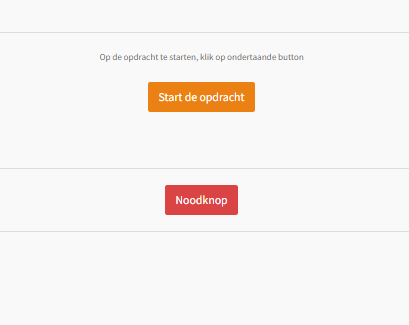 Op de opdracht te starten, klik op ondertaande button
Start de opdracht
Noodknop